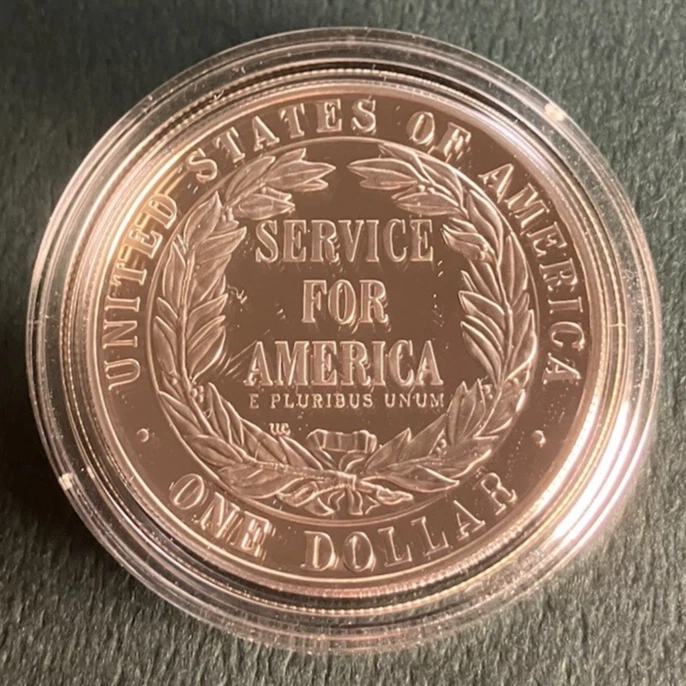 UNITED STATES OF AMERICA
SERVICE
FOR
AMERICA
E PLURIBUS UNUM
ONE DOLLAR